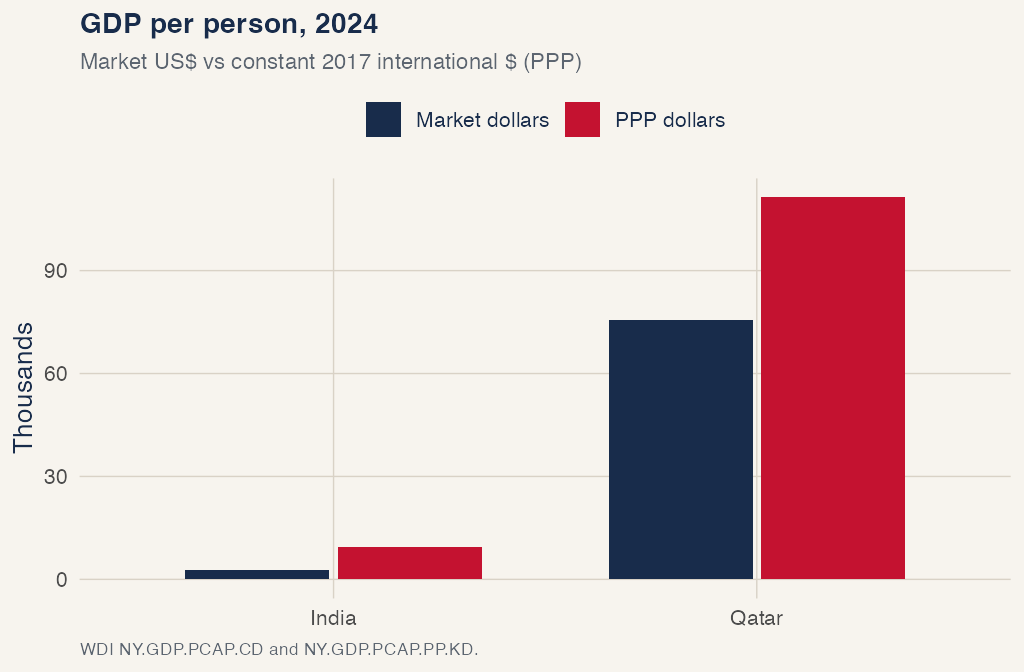 GDP per person, 2024
Market US$ vs constant 2017 international $ (PPP)
Market dollars PPP dollars
Thousands
90
60
30
0
India Qatar
WDI NY.GDP.PCAP.CD and NY.GDP.PCAP.PP.KD.